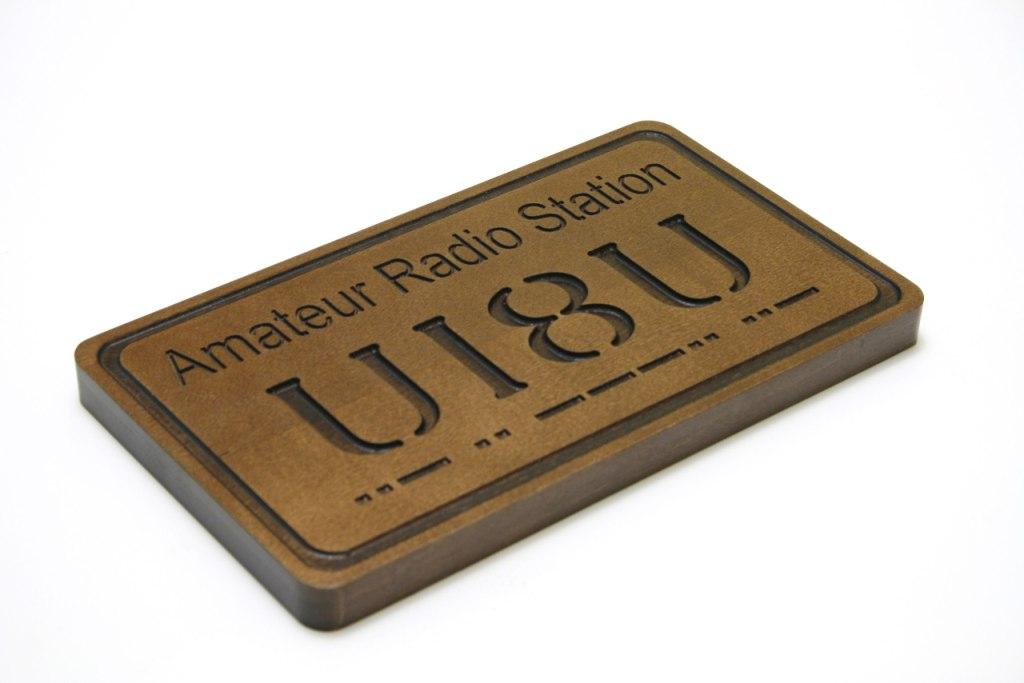 Amateur Radio Station
UI8U
..- .. ---.. ..-